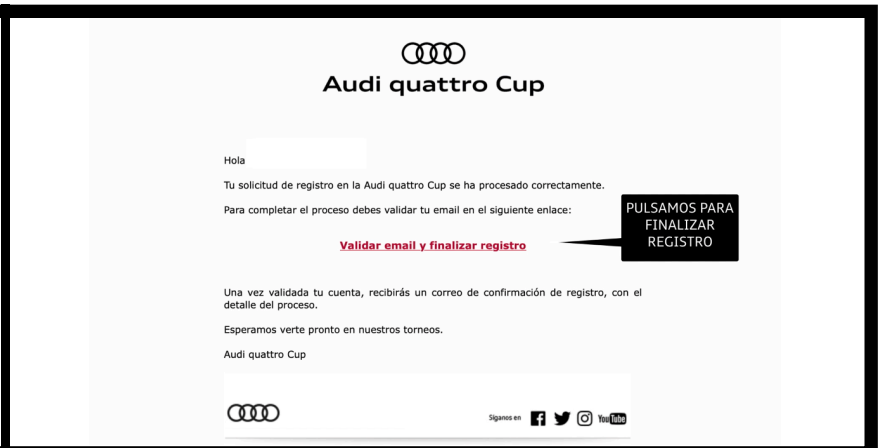 Audi quattro Cup
Hola
Tu solicitud de registro en la Audi quattro Cup se ha procesado correctamente.
Para completar el proceso debes validar tu email en el siguiente enlace:
PULSAMOS PARA
FINALIZAR
REGISTRO
Validar email y finalizar registro
Una vez validada tu cuenta, recibirás un correo de confirmación de registro, con el
detalle del proceso.
Esperamos verte pronto en nuestros torneos.
Audi quattro Cup
Síganos en
YouTube